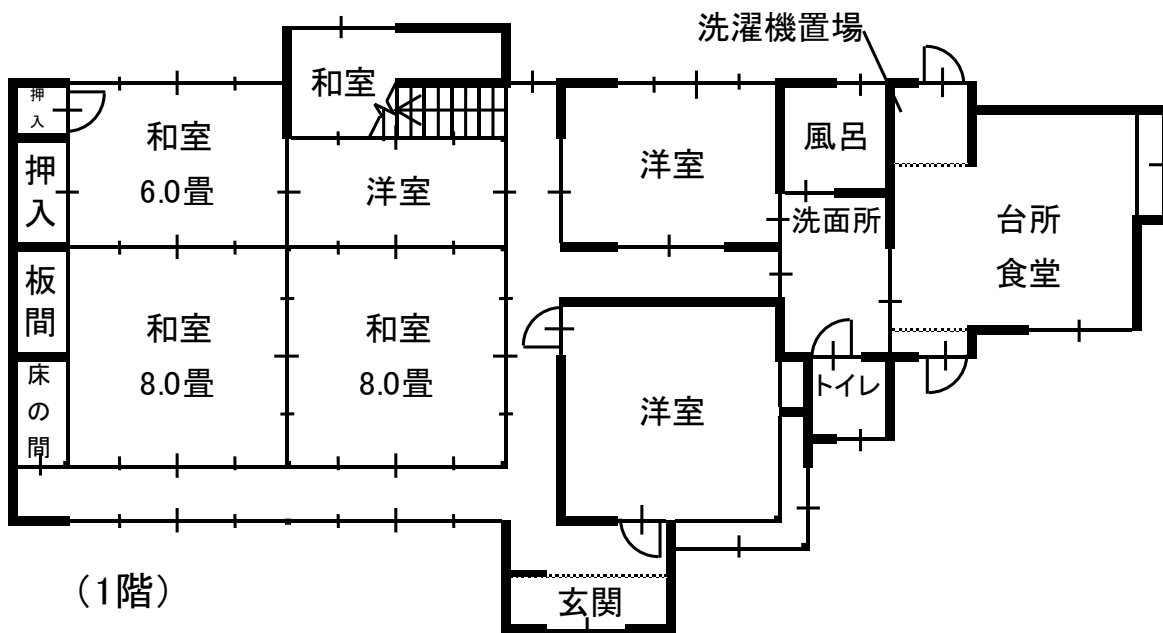 洗濯機置場
和室
押入
和室
6.0畳
押入
洋室
洋室
風呂
洗面所
台所
食堂
板間
和室
8.0畳
和室
8.0畳
床の間
洋室
トイレ
玄関
(1階)